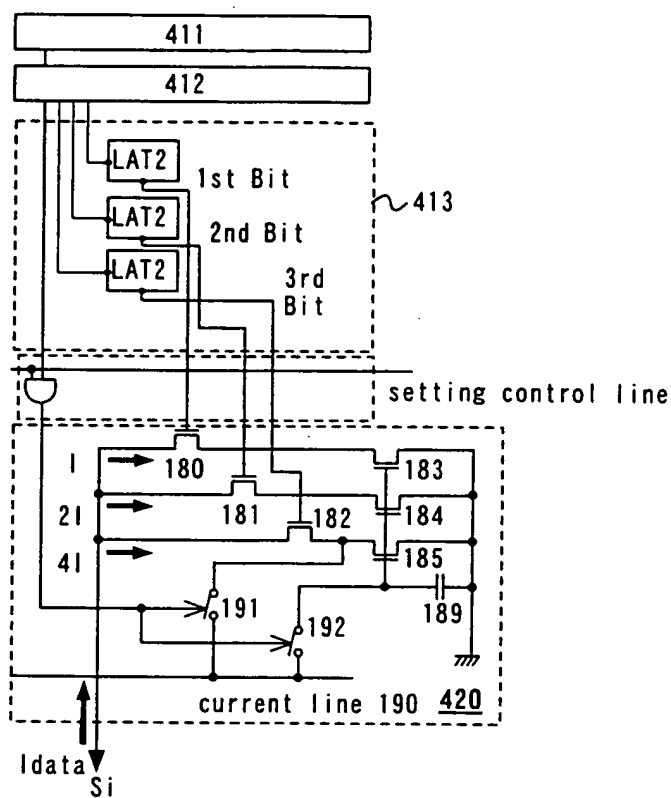 411
412
LAT2
1st Bit
413
LAT2
2nd Bit
LAT2
3rd
Bit
setting control line
I
180
183
2I
181
184
182
4I
185
191
189
192
current line 190
420
Idata
Si